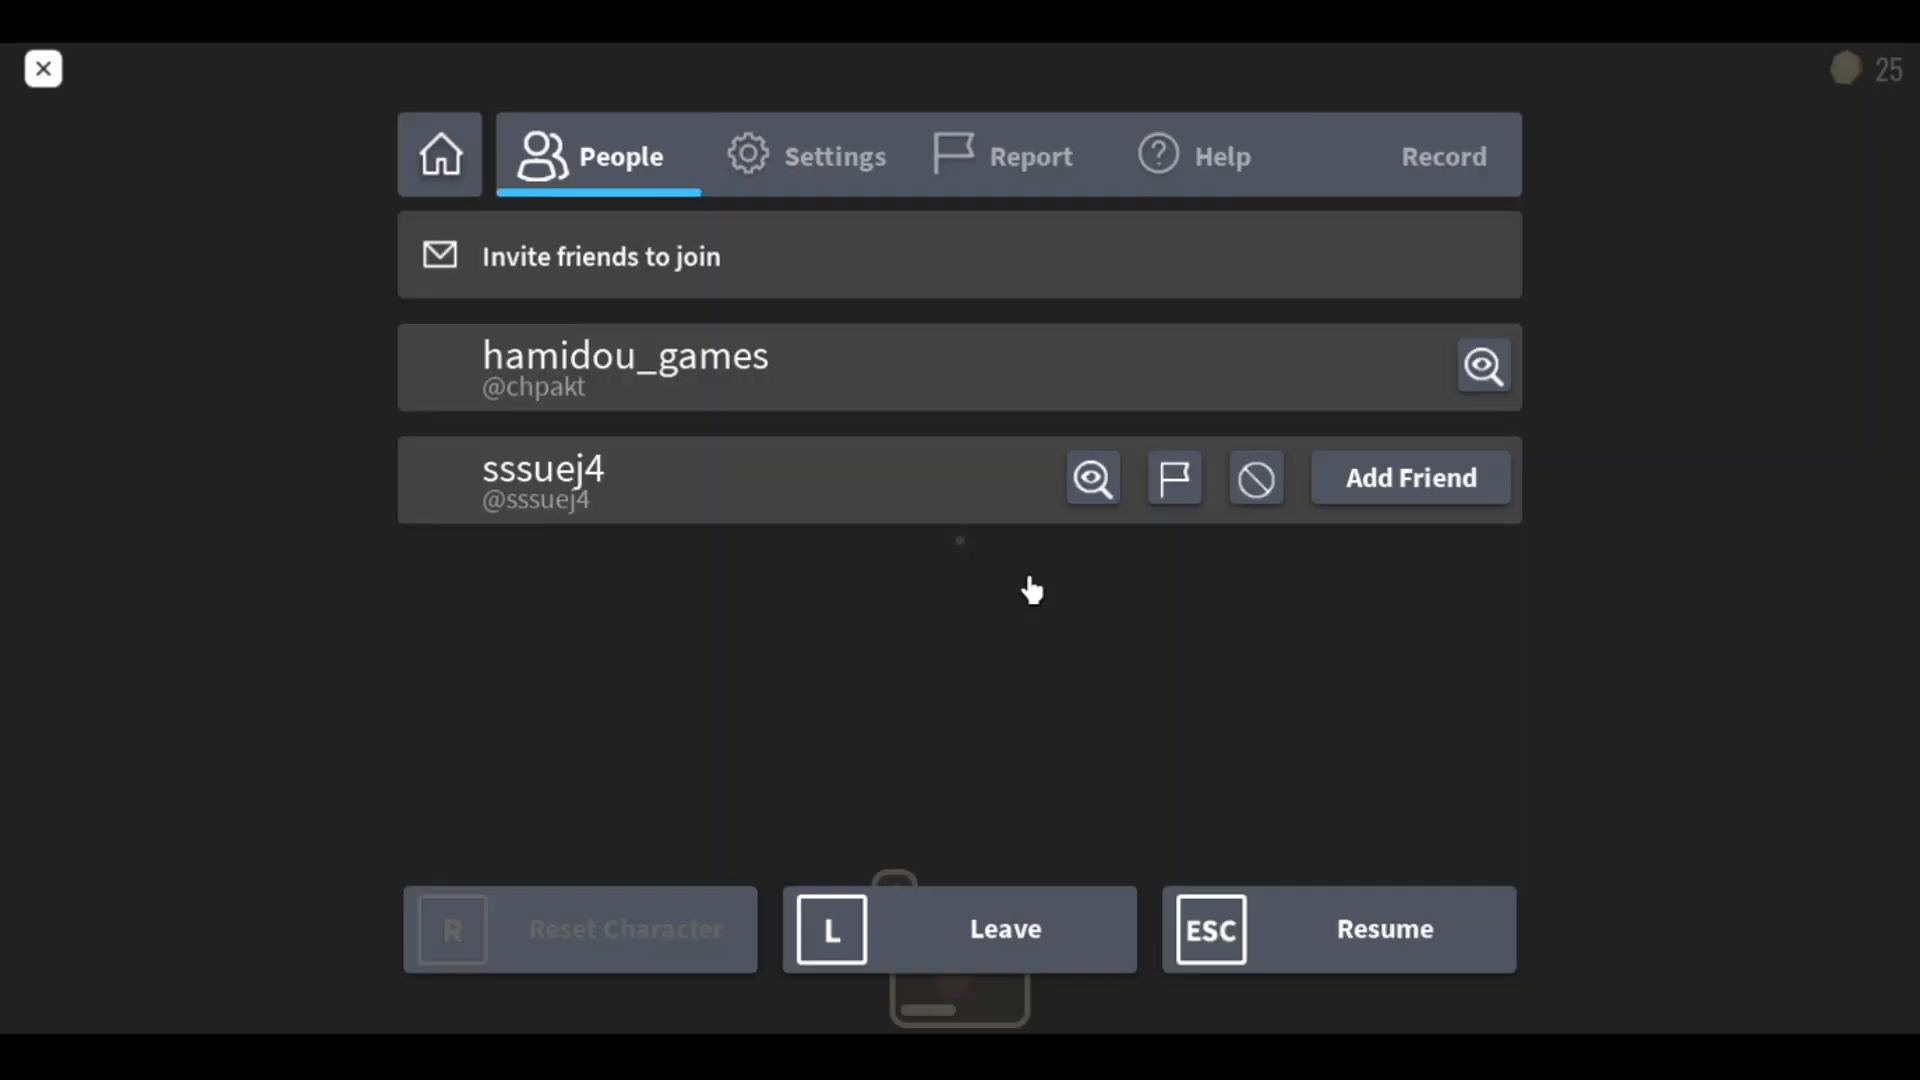 25
People Settings Report Help Record
Invite friends to join
hamidou_games
@chpakt
sssuej4
@sssuej4
Add Friend
R Reset Character L Leave ESC Resume